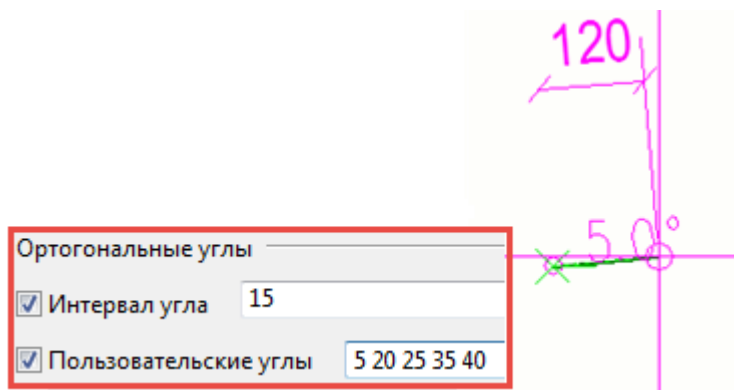 120
5.0°
Ортогональные углы
Интервал угла 15
Пользовательские углы 5 20 25 35 40